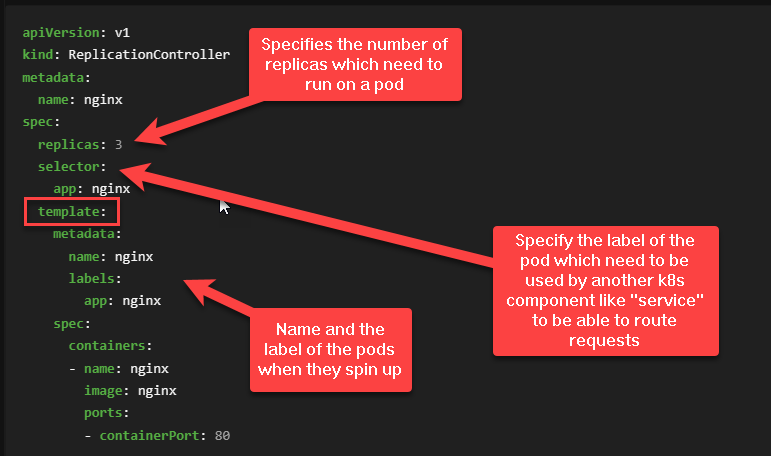 apiVersion: v1
kind: ReplicationController
metadata:
  name: nginx
spec:
  replicas: 3
  selector:
    app: nginx
  template:
    metadata:
      name: nginx
      labels:
        app: nginx
    spec:
      containers:
      - name: nginx
        image: nginx
        ports:
        - containerPort: 80
Specifies the number of
replicas which need to
run on a pod
Specify the label of the
pod which need to be
used by another k8s
component like "service"
to be able to route
requests
Name and the
label of the pods
when they spin up